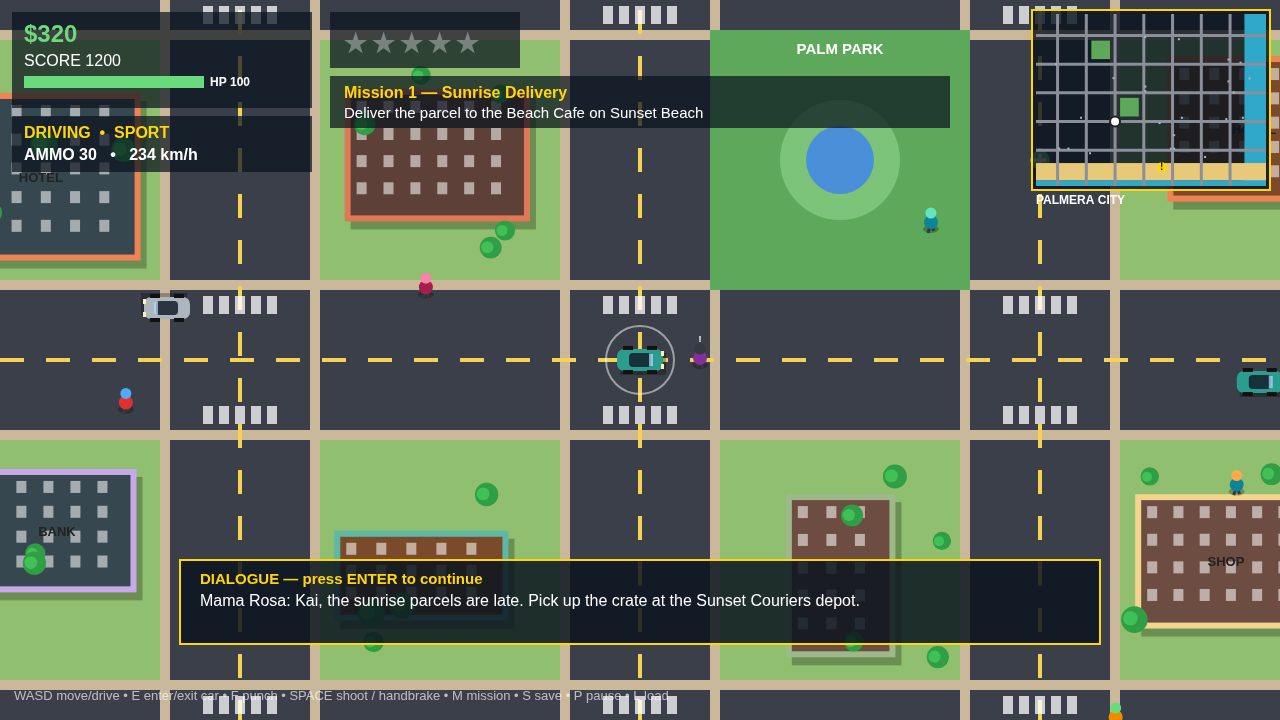 $320
SCORE 1200
HP 100
★★★★★
PALM PARK
Mission 1 — Sunrise Delivery
Deliver the parcel to the Beach Cafe on Sunset Beach
DRIVING • SPORT
AMMO 30 • 234 km/h
HOTEL
!
PALMERA CITY
BANK
SHOP
DIALOGUE — press ENTER to continue
Mama Rosa: Kai, the sunrise parcels are late. Pick up the crate at the Sunset Couriers depot.
WASD move/drive • E enter/exit car • F punch • SPACE shoot / handbrake • M mission • S save • P pause • L load